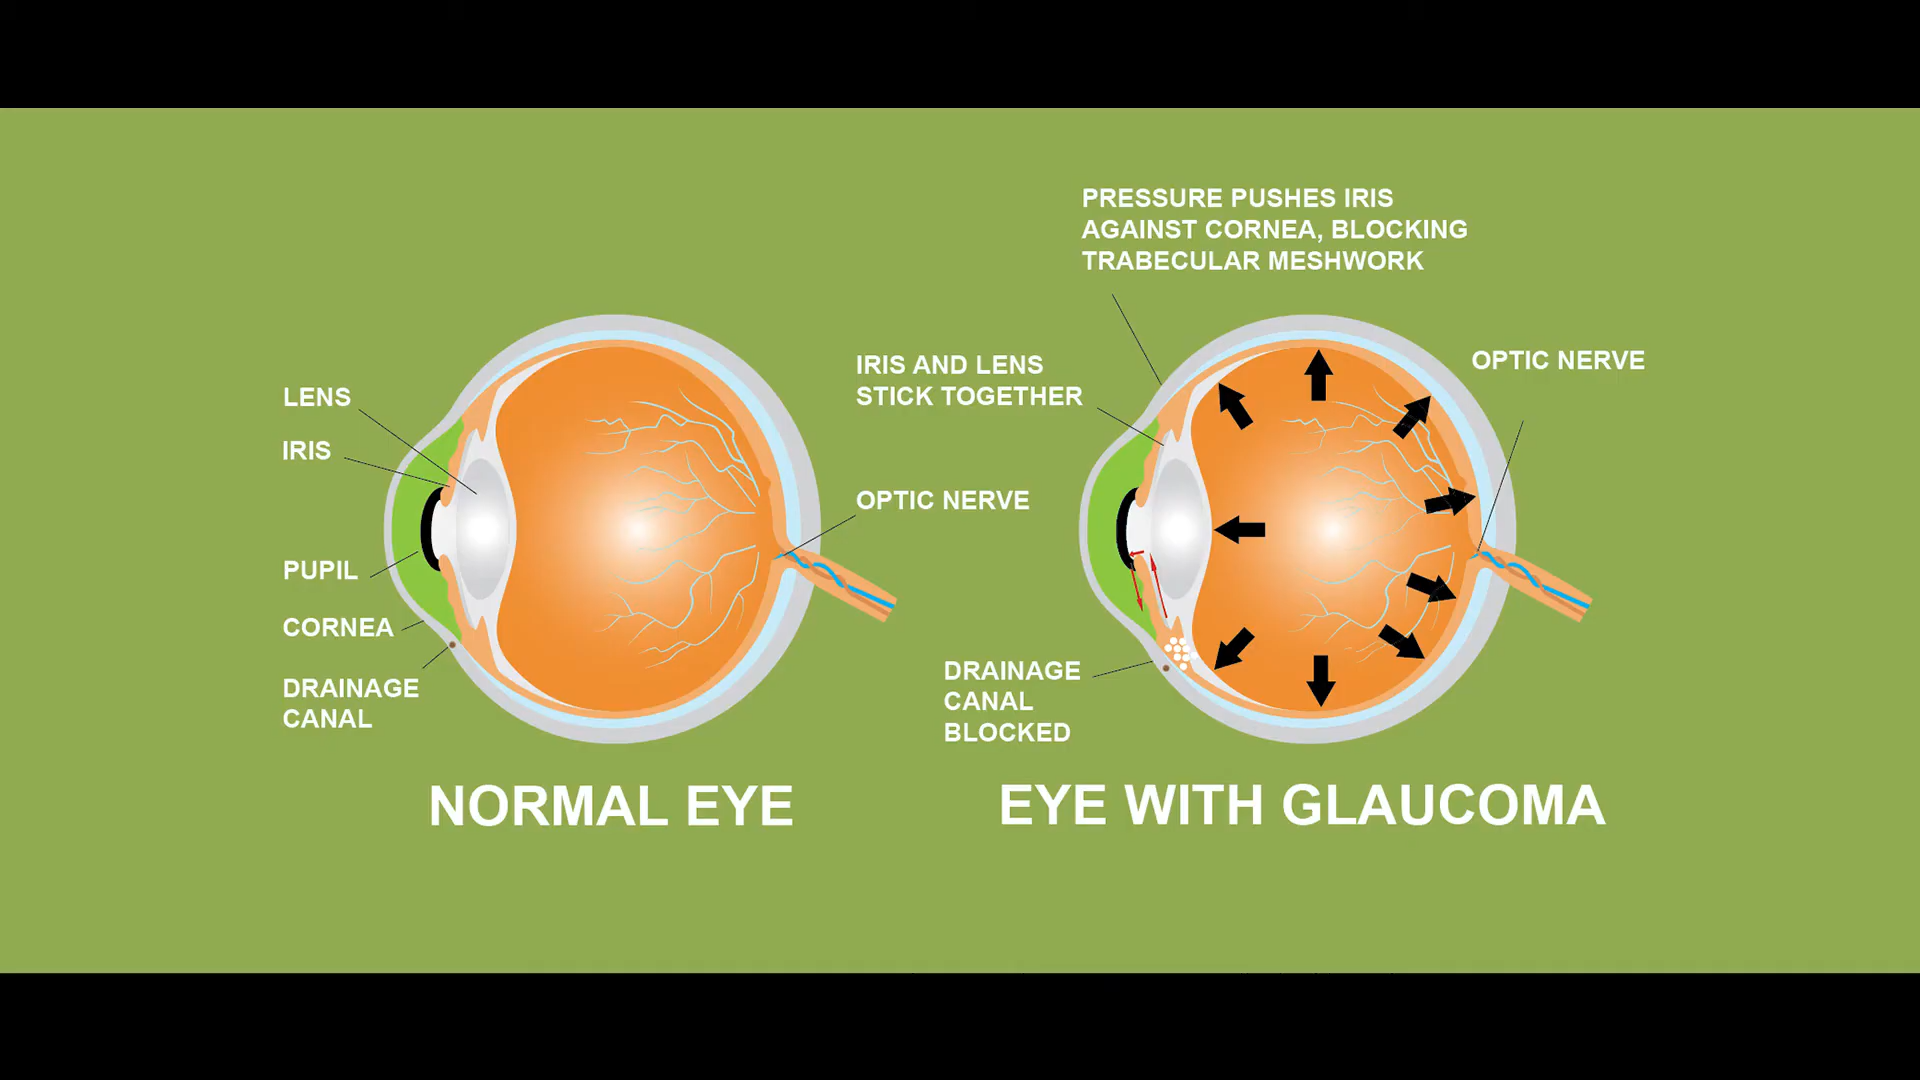 LENS
IRIS
PUPIL
CORNEA
DRAINAGE
CANAL
OPTIC NERVE
NORMAL EYE
PRESSURE PUSHES IRIS
AGAINST CORNEA, BLOCKING
TRABECULAR MESHWORK
IRIS AND LENS
STICK TOGETHER
OPTIC NERVE
DRAINAGE
CANAL
BLOCKED
EYE WITH GLAUCOMA